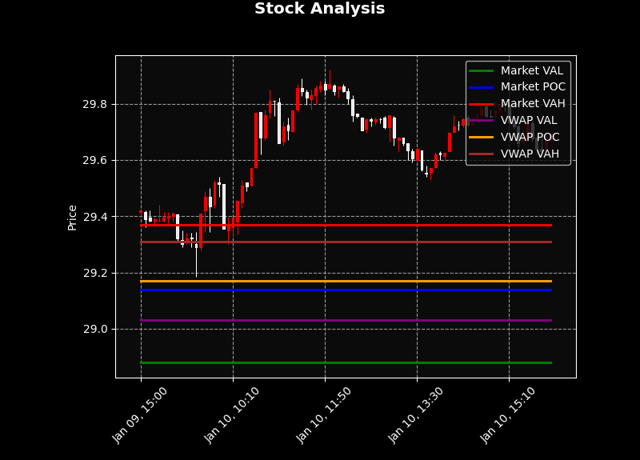 Stock Analysis
Market VAL
Market POC
Market VAH
VWAP VAL
VWAP POC
VWAP VAH
Price
29.8
29.6
29.4
29.2
29.0
Jan 09, 15:00
Jan 10, 10:10
Jan 10, 11:50
Jan 10, 13:30
Jan 10, 15:10